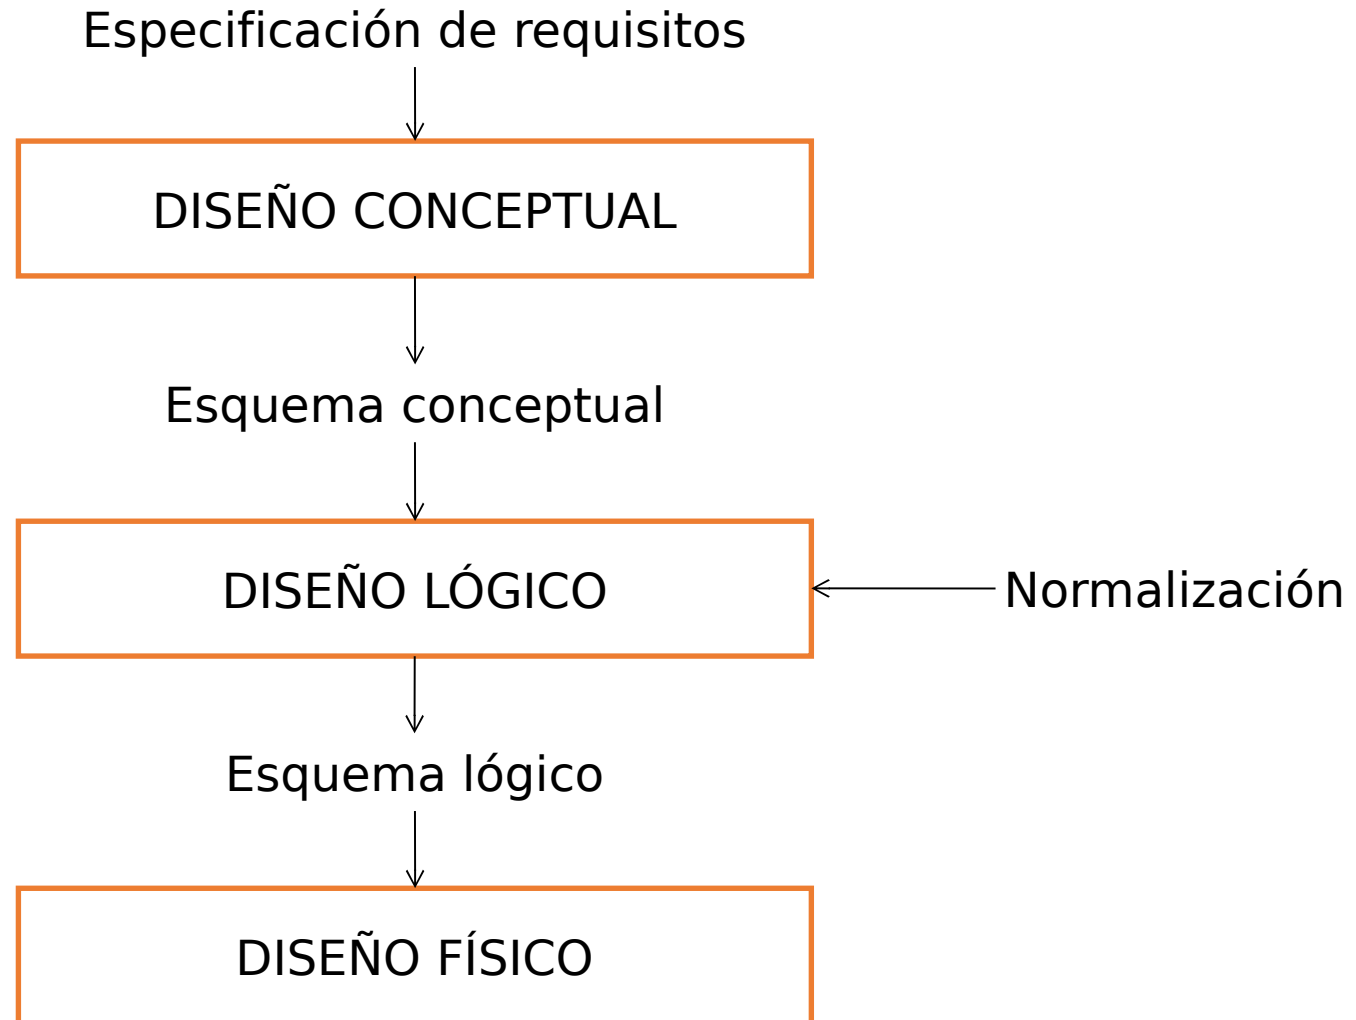 Especificación de requisitos
DISEÑO CONCEPTUAL
Esquema conceptual
DISEÑO LÓGICO
Normalización
Esquema lógico
DISEÑO FÍSICO